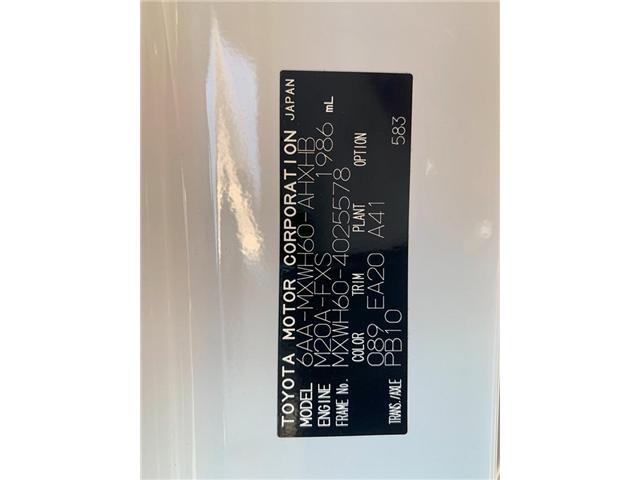 TOYOTA MOTOR CORPORATION JAPAN
MODEL 6AA-MXWH60-AHXHB
ENGINE M20A-FXS 1986 mL
FRAME No. MXWH60-4025578
COLOR TRIM PLANT OPTION
089 EA20 A41
TRANS./AXLE PB10 583